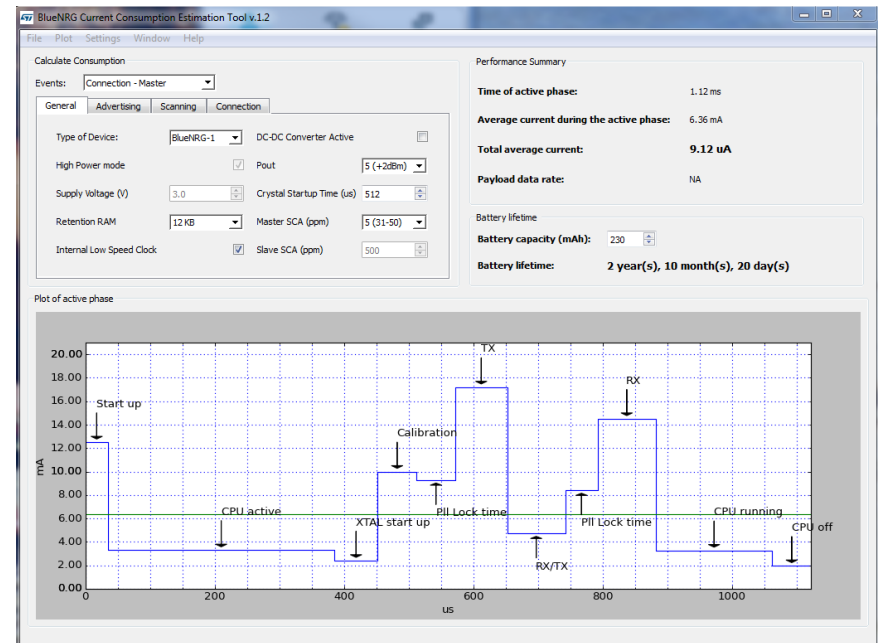 BlueNRG Current Consumption Estimation Tool v.1.2
File Plot Settings Window Help
Calculate Consumption
Events: Connection - Master
General Advertising Scanning Connection
Type of Device: BlueNRG-1 DC-DC Converter Active
High Power mode Pout 5 (+2dBm)
Supply Voltage (V) 3.0 Crystal Startup Time (us) 512
Retention RAM 12 KB Master SCA (ppm) 5 (31-50)
Internal Low Speed Clock Slave SCA (ppm) 500
Performance Summary
Time of active phase: 1.12 ms
Average current during the active phase: 6.36 mA
Total average current: 9.12 uA
Payload data rate: NA
Battery lifetime
Battery capacity (mAh): 230
Battery lifetime: 2 year(s), 10 month(s), 20 day(s)
Plot of active phase
20.00
18.00
16.00
14.00
12.00
10.00
8.00
6.00
4.00
2.00
0.00
mA
Start up
CPU active
XTAL start up
Calibration
Pll Lock time
TX
RX/TX
Pll Lock time
RX
CPU running
CPU off
0 200 400 600 800 1000
us